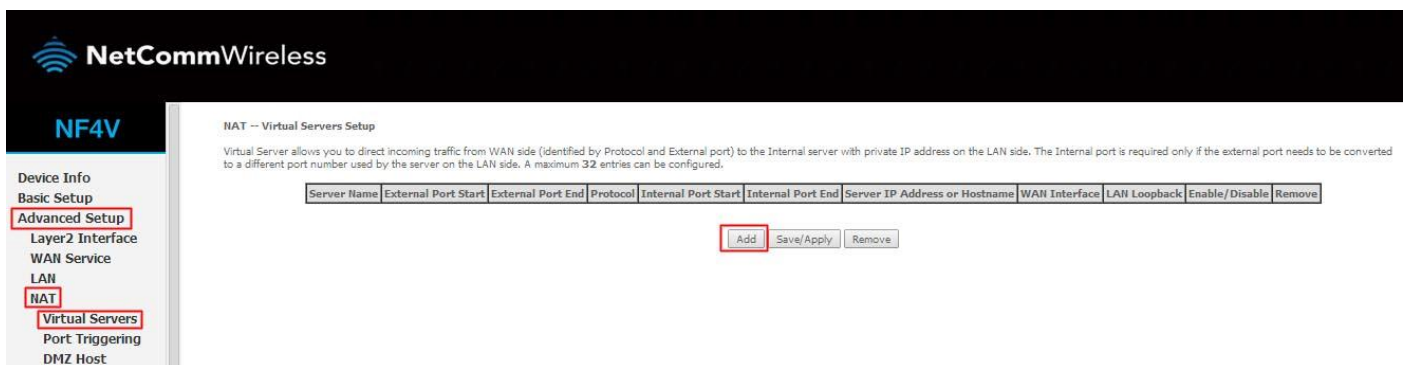 NetCommWireless
NF4V
Device Info
Basic Setup
Advanced Setup
Layer2 Interface
WAN Service
LAN
NAT
Virtual Servers
Port Triggering
DMZ Host
NAT -- Virtual Servers Setup
Virtual Server allows you to direct incoming traffic from WAN side (identified by Protocol and External port) to the Internal server with private IP address on the LAN side. The Internal port is required only if the external port needs to be converted
to a different port number used by the server on the LAN side. A maximum 32 entries can be configured.
Server Name External Port Start External Port End Protocol Internal Port Start Internal Port End Server IP Address or Hostname WAN Interface LAN Loopback Enable/Disable Remove
Add Save/Apply Remove